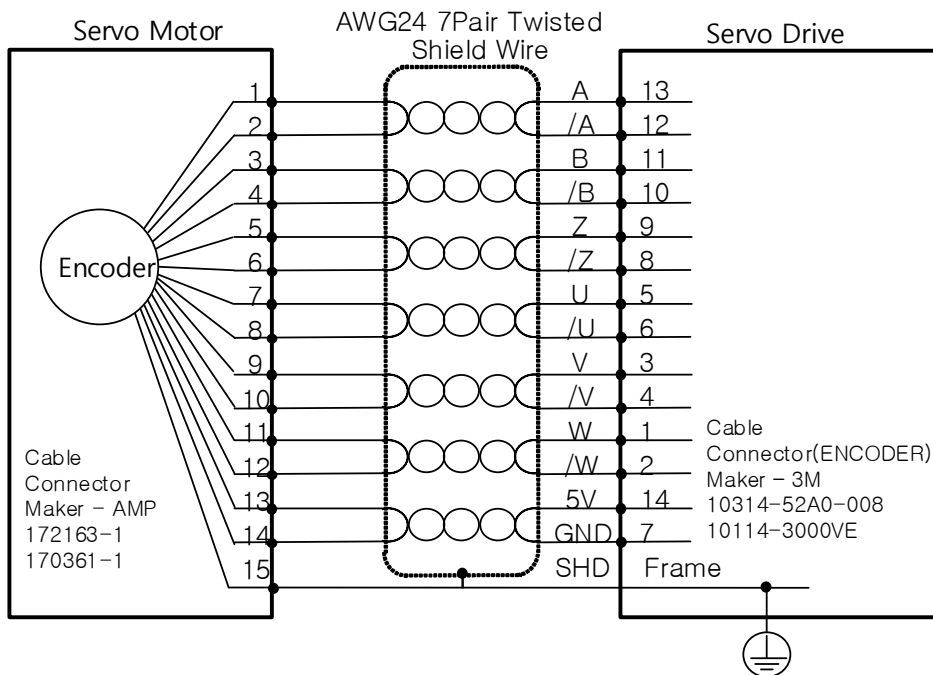 Servo Motor
AWG24 7Pair Twisted
Shield Wire
Servo Drive
1 A 13
2 /A 12
3 B 11
4 /B 10
5 Z 9
Encoder
6 /Z 8
7 U 5
8 /U 6
9 V 3
10 /V 4
11 W 1
12 /W 2
13 5V 14
14 GND 7
15 SHD Frame
Cable
Connector
Maker - AMP
172163-1
170361-1
Cable
Connector(ENCODER)
Maker - 3M
10314-52A0-008
10114-3000VE